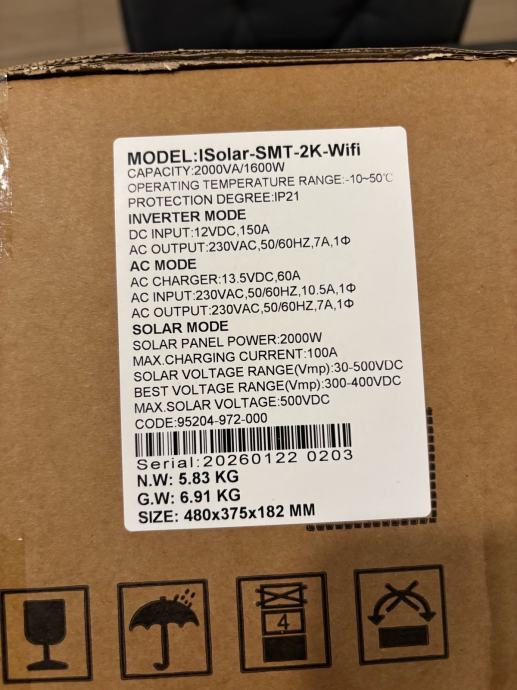 MODEL:ISolar-SMT-2K-Wifi
CAPACITY:2000VA/1600W
OPERATING TEMPERATURE RANGE:-10~50℃
PROTECTION DEGREE:IP21
INVERTER MODE
DC INPUT:12VDC,150A
AC OUTPUT:230VAC,50/60HZ,7A,1Φ
AC MODE
AC CHARGER:13.5VDC,60A
AC INPUT:230VAC,50/60HZ,10.5A,1Φ
AC OUTPUT:230VAC,50/60HZ,7A,1Φ
SOLAR MODE
SOLAR PANEL POWER:2000W
MAX.CHARGING CURRENT:100A
SOLAR VOLTAGE RANGE(Vmp):30-500VDC
BEST VOLTAGE RANGE(Vmp):300-400VDC
MAX.SOLAR VOLTAGE:500VDC
CODE:95204-972-000
Serial:20260122 0203
N.W: 5.83 KG
G.W: 6.91 KG
SIZE: 480x375x182 MM
4